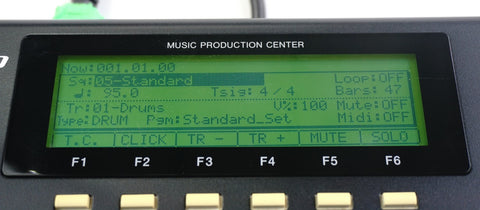 MUSIC PRODUCTION CENTER
Now:001.01.00
Sq:05-Standard Loop:OFF
♩: 95.0 Tsig: 4/ 4 Bars: 47
Tr:01-Drums V%:100 Mute:OFF
Type:DRUM Pgm:Standard_Set Midi:OFF
T.C. CLICK TR - TR + MUTE SOLO
F1 F2 F3 F4 F5 F6